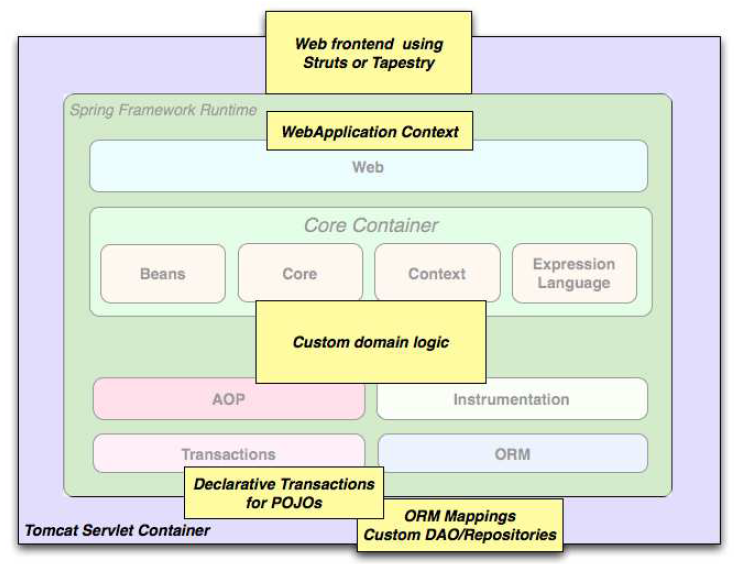 Web frontend using
Struts or Tapestry
Spring Framework Runtime
WebApplication Context
Web
Core Container
Beans
Core
Context
Expression
Language
Custom domain logic
AOP
Instrumentation
Transactions
ORM
Declarative Transactions
for POJOs
ORM Mappings
Custom DAO/Repositories
Tomcat Servlet Container